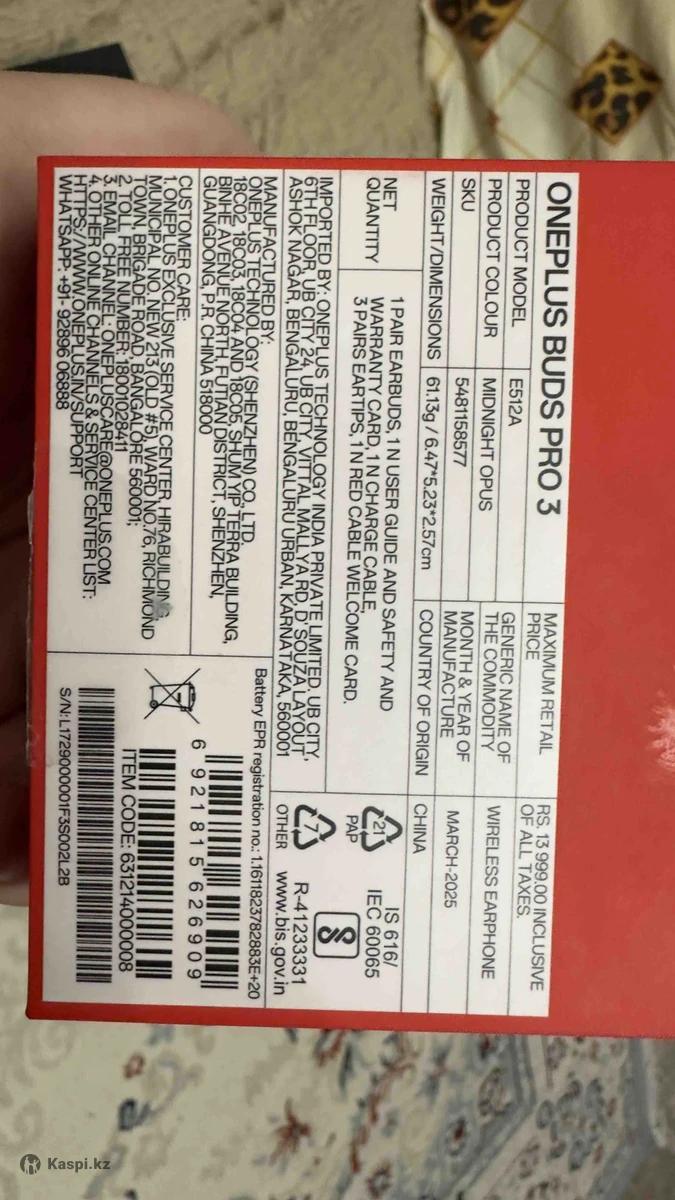 ONEPLUS BUDS PRO 3
PRODUCT MODEL
E512A
MAXIMUM RETAIL
PRICE
RS. 13 999.00 INCLUSIVE
OF ALL TAXES.
PRODUCT COLOUR
MIDNIGHT OPUS
GENERIC NAME OF
THE COMMODITY
WIRELESS EARPHONE
SKU
5481158577
MONTH & YEAR OF
MANUFACTURE
MARCH-2025
WEIGHT/DIMENSIONS
61.13g / 6.47*5.23*2.57cm
COUNTRY OF ORIGIN
CHINA
NET
QUANTITY
1 PAIR EARBUDS, 1 N USER GUIDE AND SAFETY AND
WARRANTY CARD, 1 N CHARGE CABLE,
3 PAIRS EARTIPS, 1 N RED CABLE WELCOME CARD.
IMPORTED BY: ONEPLUS TECHNOLOGY INDIA PRIVATE LIMITED, UB CITY,
6TH FLOOR, UB CITY 24, UB CITY, VITTAL MALLYA RD, D' SOUZA LAYOUT
ASHOK NAGAR, BENGALURU, BENGALURU URBAN, KARNATAKA, 560001
MANUFACTURED BY:
ONEPLUS TECHNOLOGY (SHENZHEN) CO., LTD.
18C02, 18C03, 18C04 AND 18C05, SHUM YIP TERRA BUILDING,
BINHE AVENUE NORTH, FUTIAN DISTRICT, SHENZHEN,
GUANGDONG, P.R. CHINA 518000
CUSTOMER CARE:
1. ONEPLUS EXCLUSIVE SERVICE CENTER, HIRABUILDING,
MUNICIPAL NO. NEW 213 (OLD #5), WARD NO.76, RICHMOND
TOWN, BRIGADE ROAD, BANGALORE 560001;
2. TOLL FREE NUMBER: 18001028411
3. EMAIL CHANNEL: ONEPLUSCARE@ONEPLUS.COM
4. OTHER ONLINE CHANNELS & SERVICE CENTER LIST:
HTTPS://WWW.ONEPLUS.IN/SUPPORT
WHATSAPP: +91- 92896 06888
21
PAP
IS 616/
IEC 60065
7
OTHER
R-41233331
www.bis.gov.in
Battery EPR registration no.: 1.1611823782883E+20
6 921815 626909
ITEM CODE: 631214000008
S/N: L1729000001F3S002L2B
Kaspi.kz